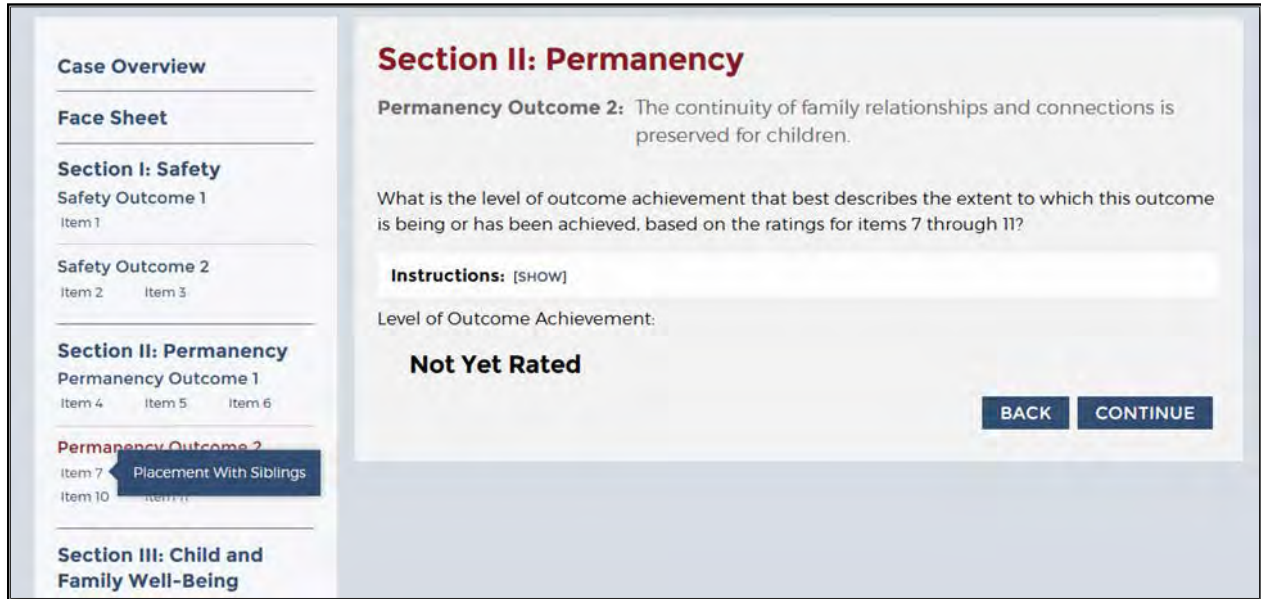 Case Overview
Face Sheet
Section I: Safety
Safety Outcome 1
Item 1
Safety Outcome 2
Item 2 Item 3
Section II: Permanency
Permanency Outcome 1
Item 4 Item 5 Item 6
Permanency Outcome 2
Item 7 Placement With Siblings
Item 10 Item 11
Section III: Child and
Family Well-Being
Section II: Permanency
Permanency Outcome 2: The continuity of family relationships and connections is
preserved for children.
What is the level of outcome achievement that best describes the extent to which this outcome
is being or has been achieved, based on the ratings for items 7 through 11?
Instructions: [SHOW]
Level of Outcome Achievement:
Not Yet Rated
BACK CONTINUE